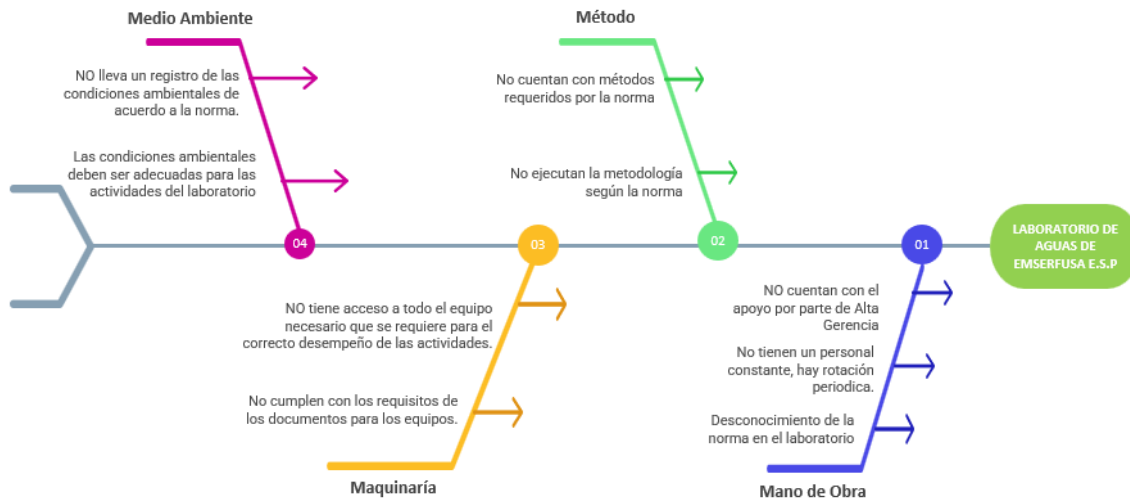 Medio Ambiente
NO lleva un registro de las
condiciones ambientales de
acuerdo a la norma.
Las condiciones ambientales
deben ser adecuadas para las
actividades del laboratorio
Método
No cuentan con métodos
requeridos por la norma
No ejecutan la metodología
según la norma
04
03
02
01
LABORATORIO DE
AGUAS DE
EMSERFUSA E.S.P
NO tiene acceso a todo el equipo
necesario que se requiere para el
correcto desempeño de las actividades.
No cumplen con los requisitos de
los documentos para los equipos.
Maquinaría
NO cuentan con el
apoyo por parte de Alta
Gerencia
No tienen un personal
constante, hay rotación
periodica.
Desconocimiento de la
norma en el laboratorio
Mano de Obra